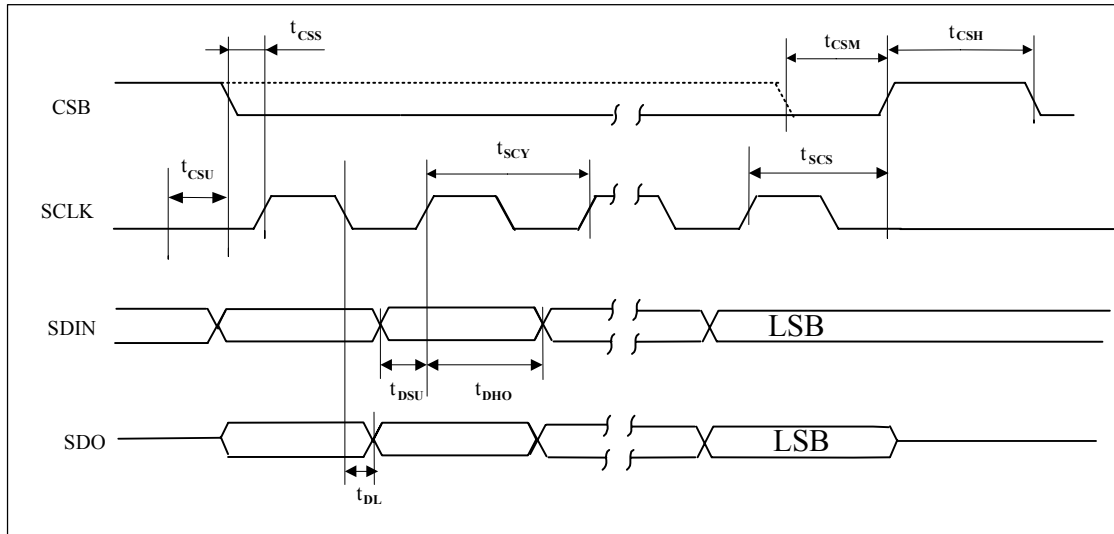 tCSS
tCSM
tCSH
CSB
tCSU
tSCY
tSCS
SCLK
SDIN
LSB
tDSU
tDHO
SDO
LSB
tDL